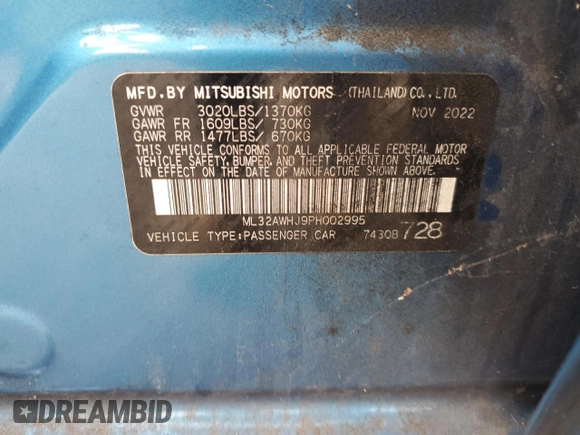 MFD.BY MITSUBISHI MOTORS (THAILAND) CO.,LTD.
GVWR 3020LBS/1370KG NOV 2022
GAWR FR 1609LBS/ 730KG
GAWR RR 1477LBS/ 670KG
THIS VEHICLE CONFORMS TO ALL APPLICABLE FEDERAL MOTOR
VEHICLE SAFETY, BUMPER, AND THEFT PREVENTION STANDARDS
IN EFFECT ON THE DATE OF MANUFACTURE SHOWN ABOVE.
ML32AWHJ9PH002995
VEHICLE TYPE:PASSENGER CAR 7430B 728
DREAMBID